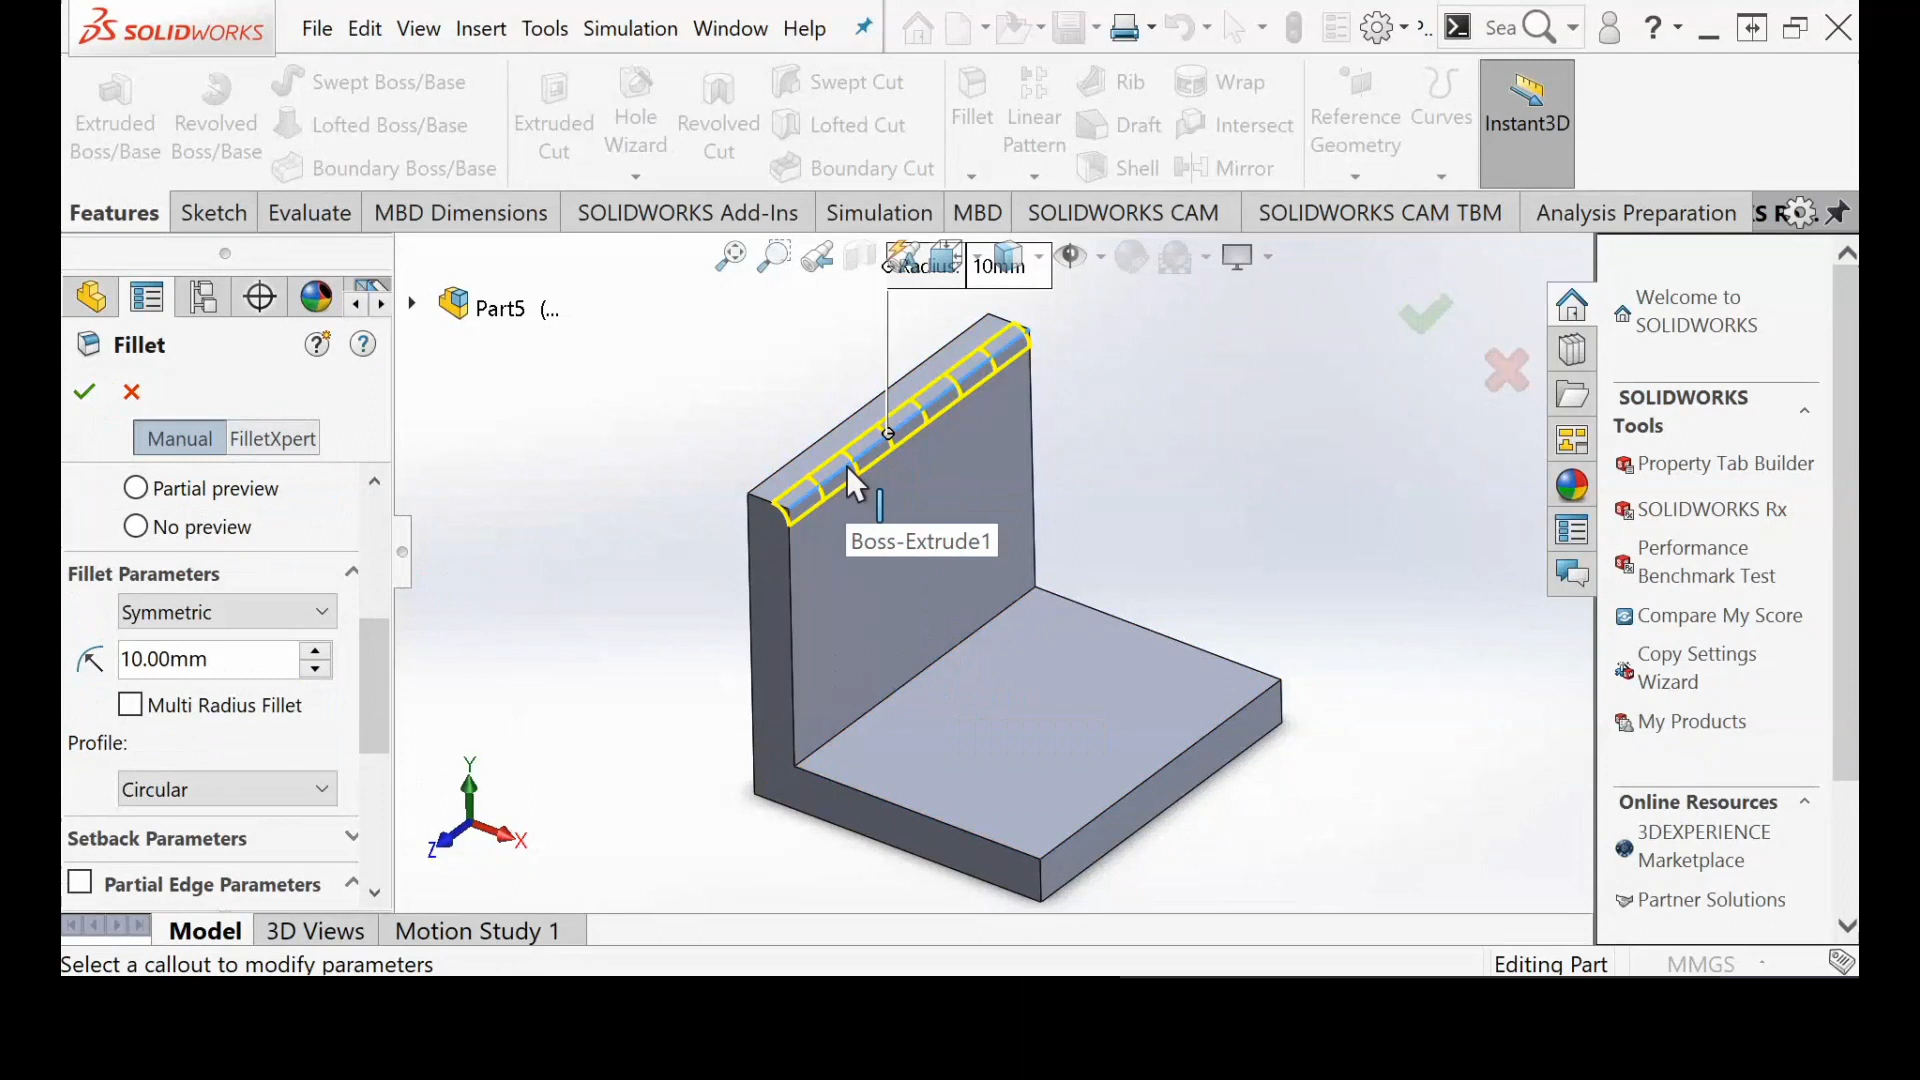 SOLIDWORKS File Edit View Insert Tools Simulation Window Help Sea ?
Extruded Boss/Base
Revolved Boss/Base
Swept Boss/Base
Lofted Boss/Base
Boundary Boss/Base
Extruded Cut
Hole Wizard
Revolved Cut
Swept Cut
Lofted Cut
Boundary Cut
Fillet
Linear Pattern
Rib
Draft
Shell
Wrap
Intersect
Mirror
Reference Geometry
Curves
Instant3D
Features Sketch Evaluate MBD Dimensions SOLIDWORKS Add-Ins Simulation MBD SOLIDWORKS CAM SOLIDWORKS CAM TBM Analysis Preparation
Radius: 10mm
Part5 (...
Fillet
Manual FilletXpert
Partial preview
No preview
Fillet Parameters
Symmetric
10.00mm
Multi Radius Fillet
Profile:
Circular
Setback Parameters
Partial Edge Parameters
Boss-Extrude1
Y
X
Z
Welcome to
SOLIDWORKS
SOLIDWORKS
Tools
Property Tab Builder
SOLIDWORKS Rx
Performance
Benchmark Test
Compare My Score
Copy Settings
Wizard
My Products
Online Resources
3DEXPERIENCE
Marketplace
Partner Solutions
Model 3D Views Motion Study 1
Select a callout to modify parameters Editing Part MMGS